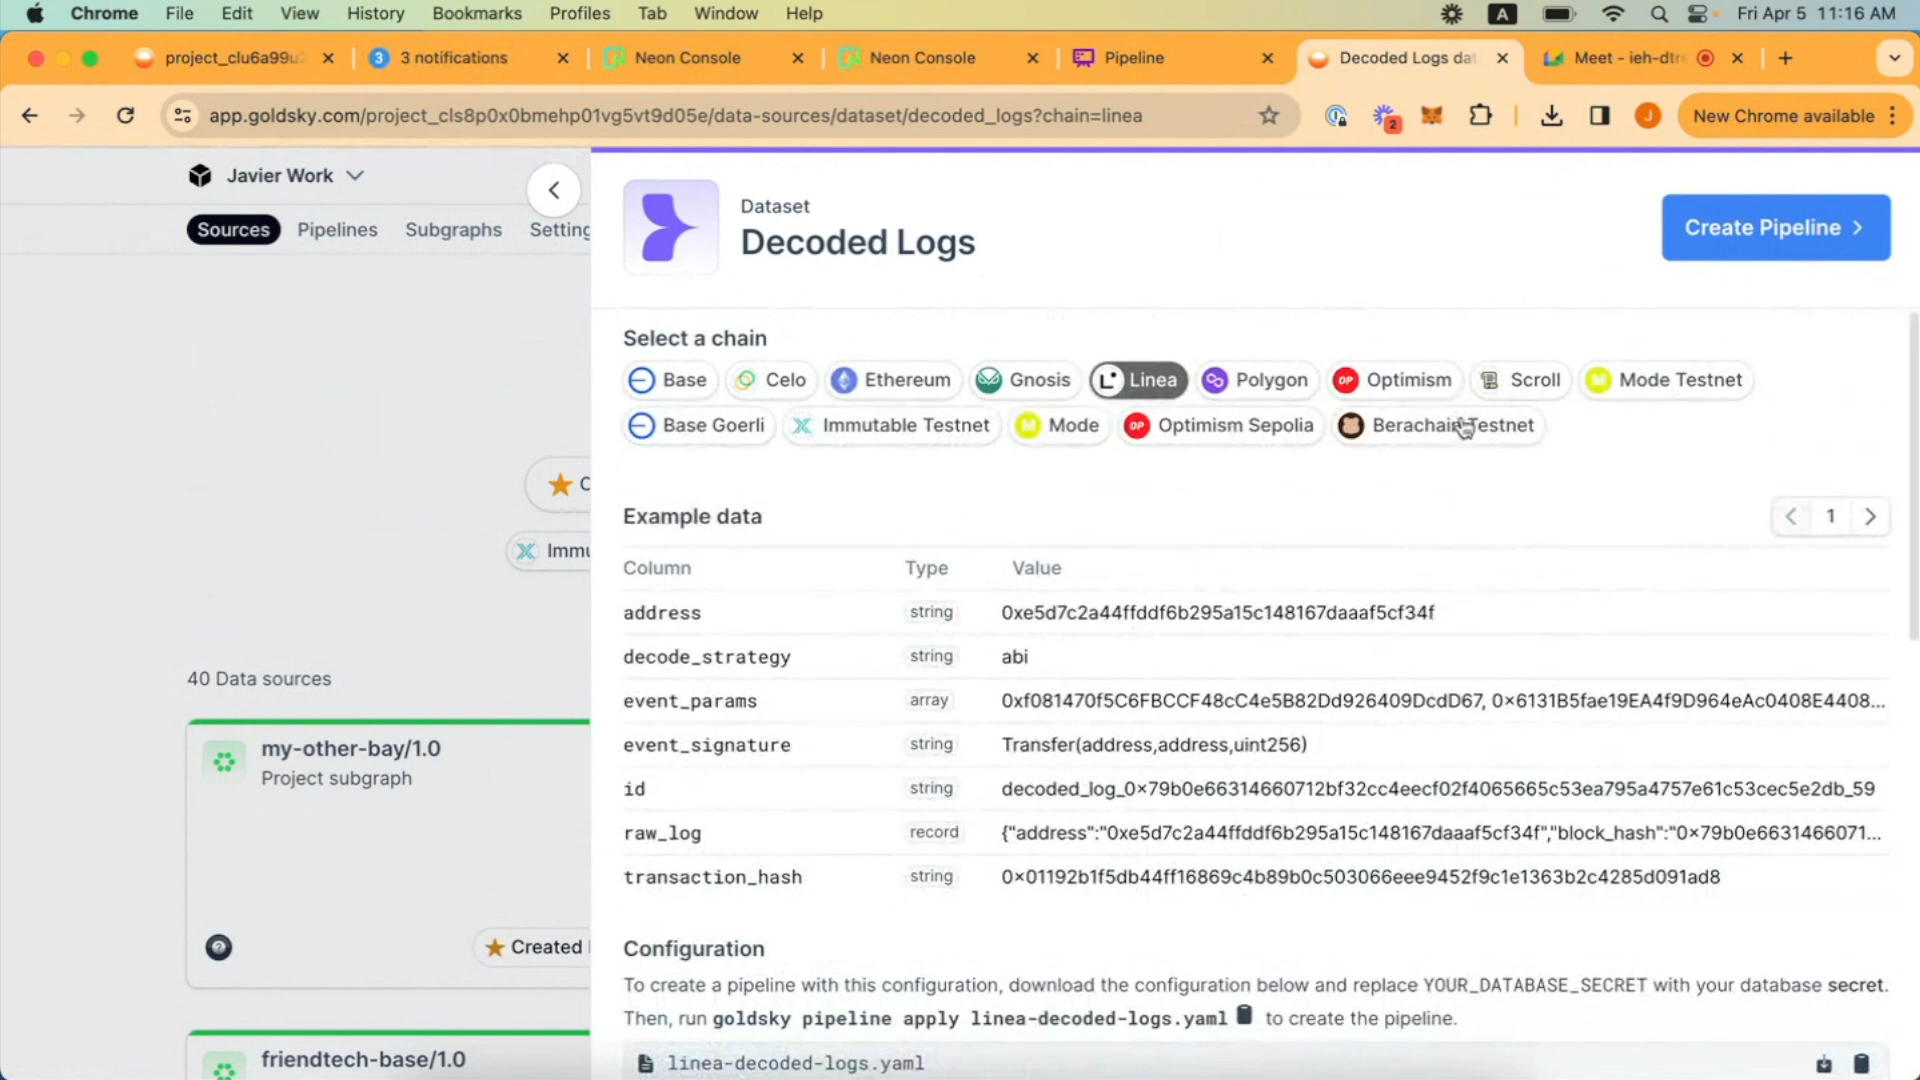 Chrome File Edit View History Bookmarks Profiles Tab Window Help A Fri Apr 5 11:16 AM
project_clu6a99u 3 3 notifications Neon Console Neon Console Pipeline Decoded Logs dat Meet - ieh-dtr
app.goldsky.com/project_cls8p0x0bmehp01vg5vt9d05e/data-sources/dataset/decoded_logs?chain=linea 2 J New Chrome available
Javier Work
Sources Pipelines Subgraphs Setting
Dataset
Decoded Logs
Create Pipeline
Select a chain
Base Celo Ethereum Gnosis Linea Polygon OP Optimism Scroll Mode Testnet
Base Goerli Immutable Testnet Mode OP Optimism Sepolia Berachain Testnet
C
Immu
Example data
1
Column Type Value
address string 0xe5d7c2a44ffddf6b295a15c148167daaaf5cf34f
decode_strategy string abi
event_params array 0xf081470f5C6FBCCF48cC4e5B82Dd926409DcdD67, 0x6131B5fae19EA4f9D964eAc0408E4408...
event_signature string Transfer(address,address,uint256)
id string decoded_log_0x79b0e66314660712bf32cc4eecf02f4065665c53ea795a4757e61c53cec5e2db_59
raw_log record {"address":"0xe5d7c2a44ffddf6b295a15c148167daaaf5cf34f","block_hash":"0x79b0e6631466071...
transaction_hash string 0x01192b1f5db44ff16869c4b89b0c503066eee9452f9c1e1363b2c4285d091ad8
40 Data sources
my-other-bay/1.0
Project subgraph
Created
friendtech-base/1.0
Configuration
To create a pipeline with this configuration, download the configuration below and replace YOUR_DATABASE_SECRET with your database secret.
Then, run goldsky pipeline apply linea-decoded-logs.yaml to create the pipeline.
linea-decoded-logs.yaml